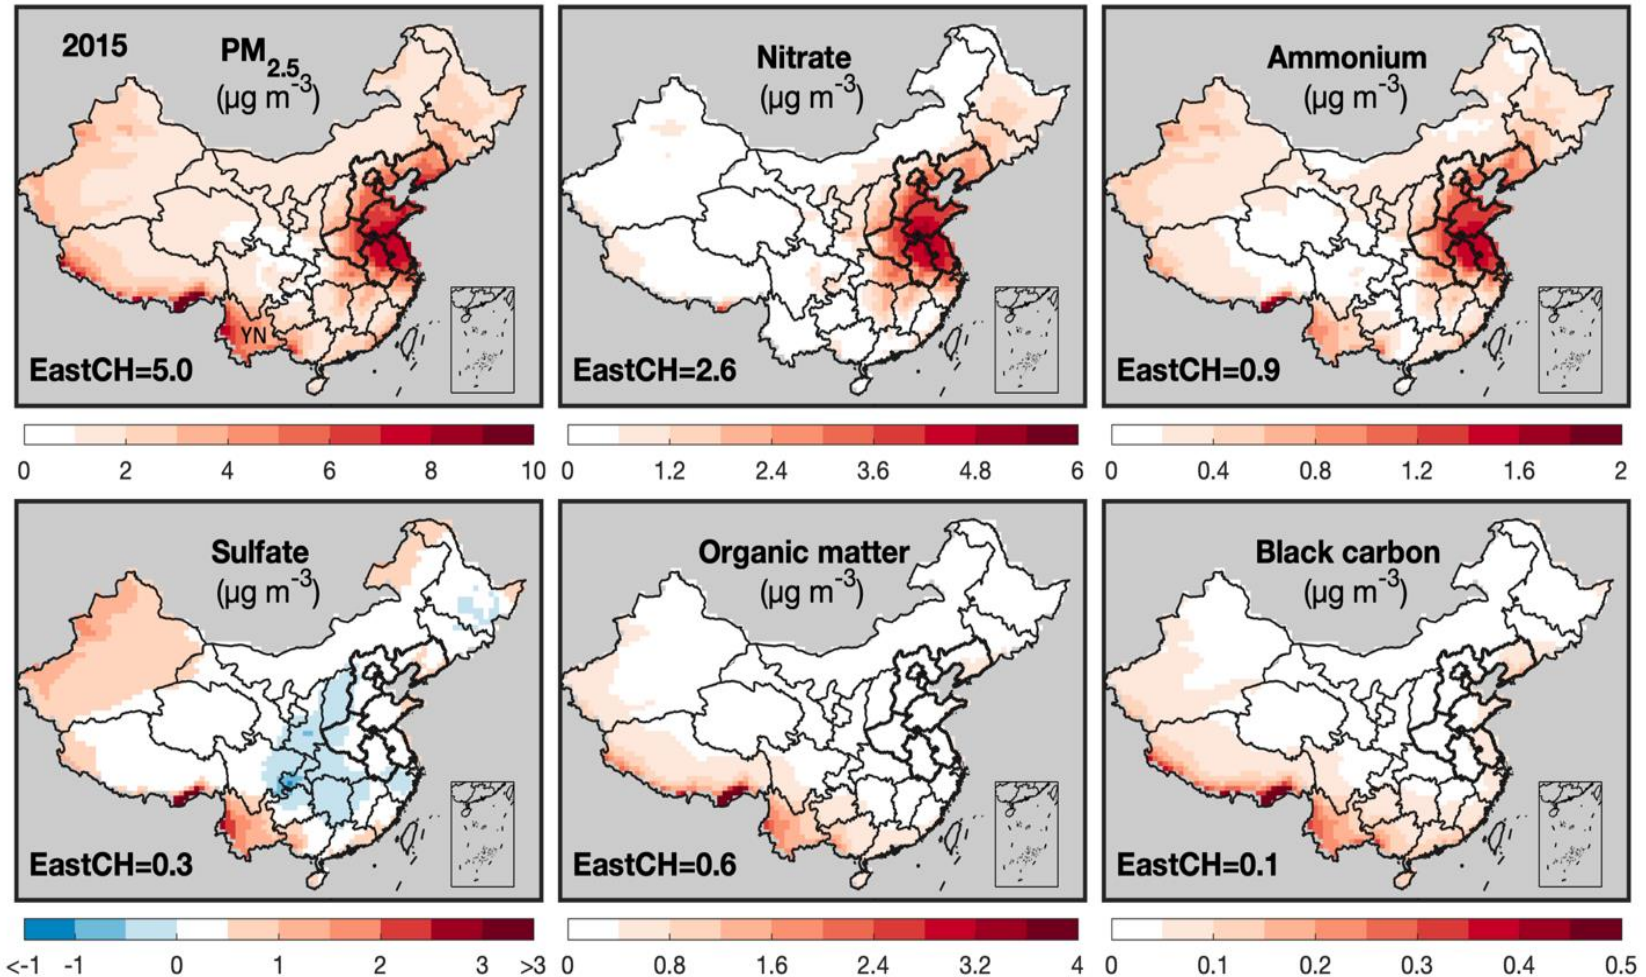 2015
PM2.5
(µg m-3)
YN
EastCH=5.0
0 2 4 6 8 10
Nitrate
(µg m-3)
EastCH=2.6
0 1.2 2.4 3.6 4.8 6
Ammonium
(µg m-3)
EastCH=0.9
0 0.4 0.8 1.2 1.6 2
Sulfate
(µg m-3)
EastCH=0.3
<-1 -1 0 1 2 3 >3
Organic matter
(µg m-3)
EastCH=0.6
0 0.8 1.6 2.4 3.2 4
Black carbon
(µg m-3)
EastCH=0.1
0 0.1 0.2 0.3 0.4 0.5